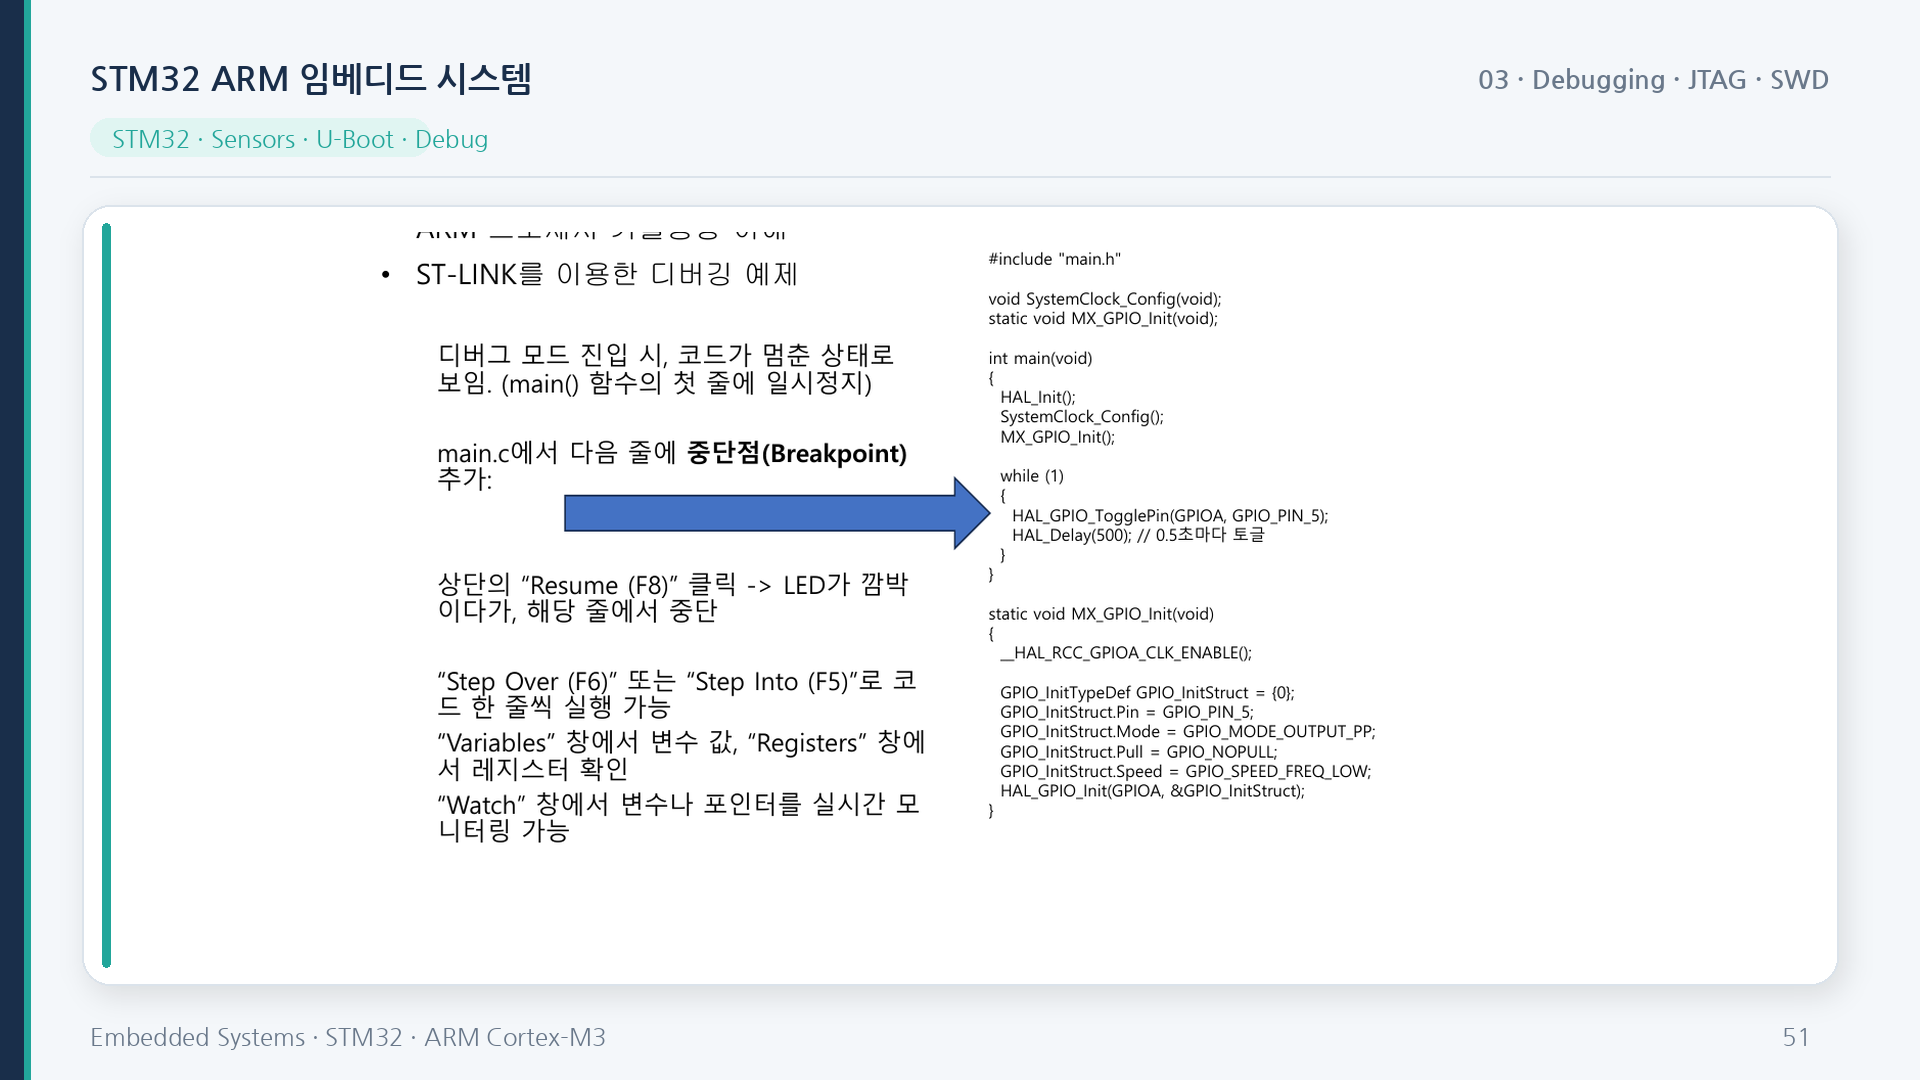 STM32 ARM 임베디드 시스템
03 · Debugging · JTAG · SWD
STM32 · Sensors · U-Boot · Debug
• ST-LINK를 이용한 디버깅 예제
디버그 모드 진입 시, 코드가 멈춘 상태로
보임. (main() 함수의 첫 줄에 일시정지)
main.c에서 다음 줄에 중단점(Breakpoint)
추가:
상단의 “Resume (F8)” 클릭 -> LED가 깜박
이다가, 해당 줄에서 중단
“Step Over (F6)” 또는 “Step Into (F5)”로 코
드 한 줄씩 실행 가능
“Variables” 창에서 변수 값, “Registers” 창에
서 레지스터 확인
“Watch” 창에서 변수나 포인터를 실시간 모
니터링 가능
#include "main.h"
void SystemClock_Config(void);
static void MX_GPIO_Init(void);
int main(void)
{
HAL_Init();
SystemClock_Config();
MX_GPIO_Init();
while (1)
{
HAL_GPIO_TogglePin(GPIOA, GPIO_PIN_5);
HAL_Delay(500); // 0.5초마다 토글
}
}
static void MX_GPIO_Init(void)
{
__HAL_RCC_GPIOA_CLK_ENABLE();
GPIO_InitTypeDef GPIO_InitStruct = {0};
GPIO_InitStruct.Pin = GPIO_PIN_5;
GPIO_InitStruct.Mode = GPIO_MODE_OUTPUT_PP;
GPIO_InitStruct.Pull = GPIO_NOPULL;
GPIO_InitStruct.Speed = GPIO_SPEED_FREQ_LOW;
HAL_GPIO_Init(GPIOA, &GPIO_InitStruct);
}
Embedded Systems · STM32 · ARM Cortex-M3
51